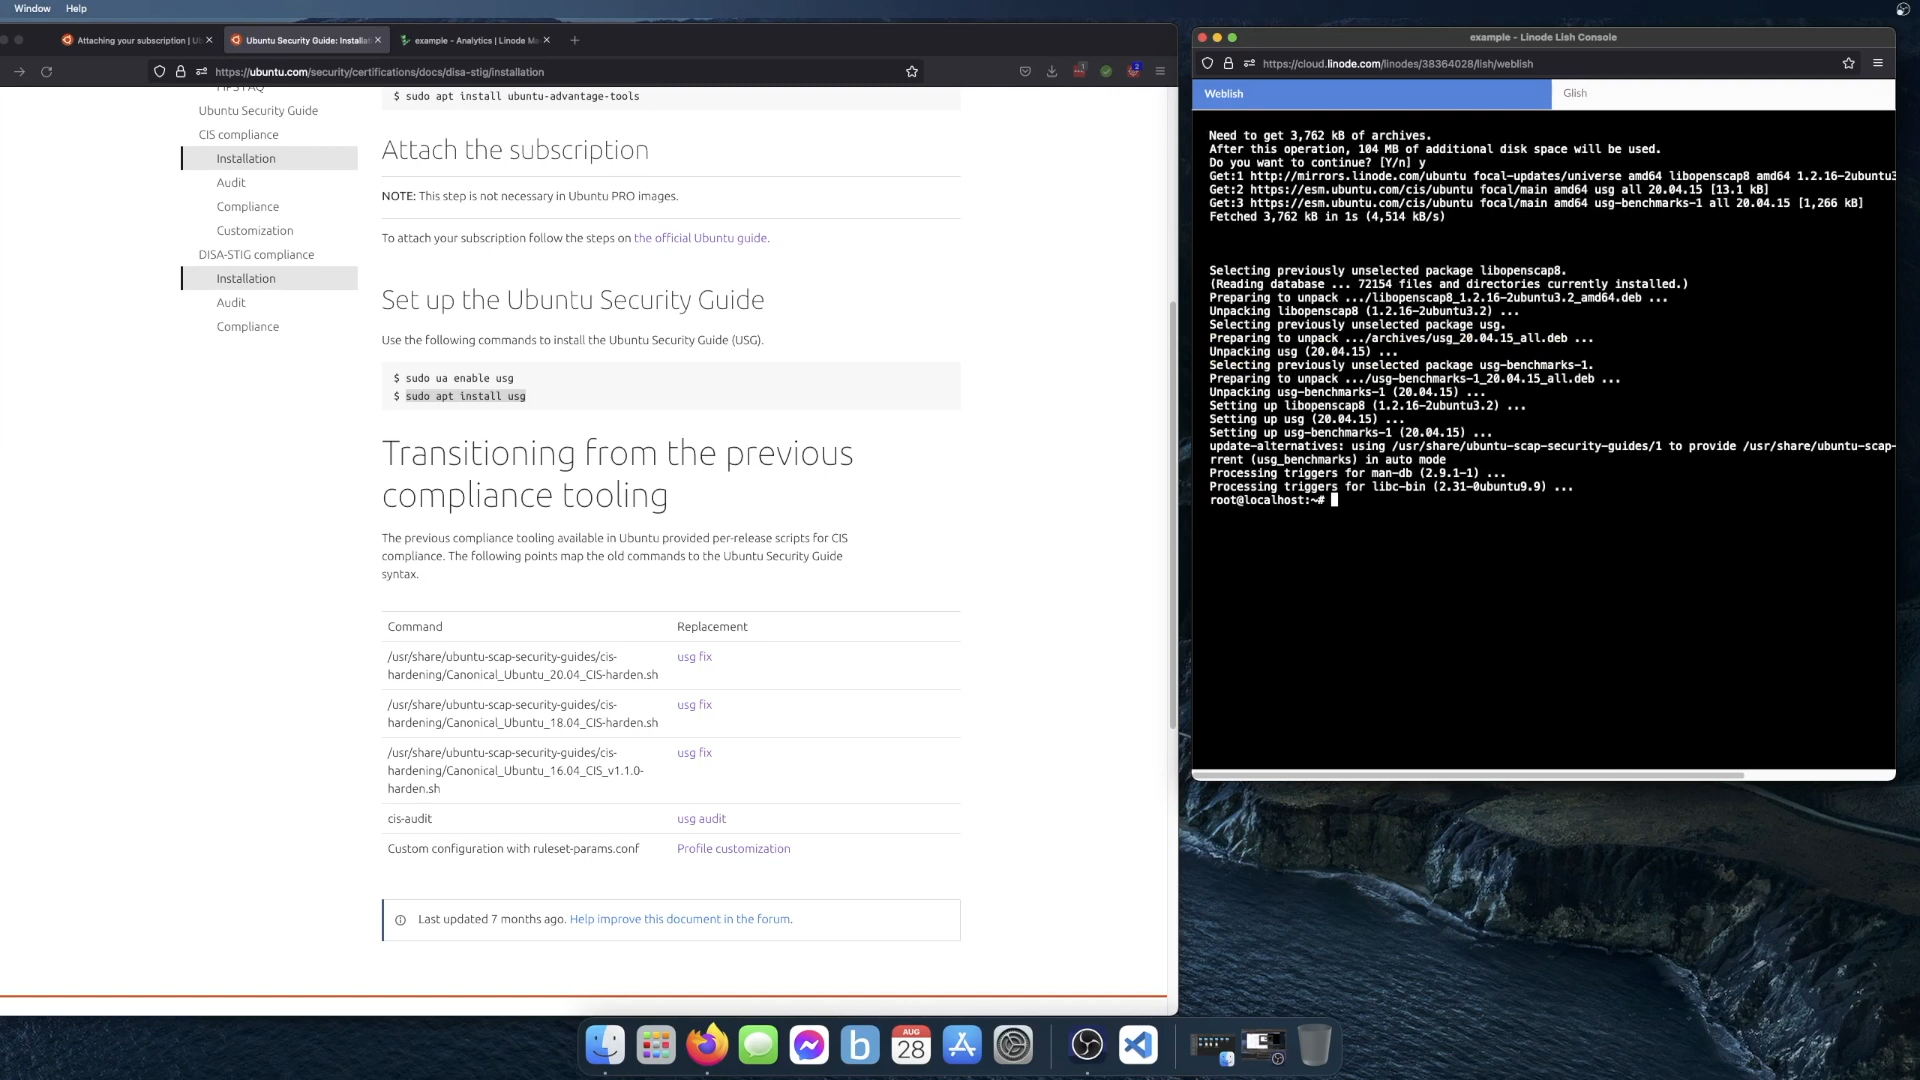 Window Help
Attaching your subscription | U
Ubuntu Security Guide: Installa
example - Analytics | Linode Ma
https://ubuntu.com/security/certifications/docs/disa-stig/installation
1
2
FIPS FAQ
Ubuntu Security Guide
CIS compliance
Installation
Audit
Compliance
Customization
DISA-STIG compliance
Installation
Audit
Compliance
$ sudo apt install ubuntu-advantage-tools
Attach the subscription
NOTE: This step is not necessary in Ubuntu PRO images.
To attach your subscription follow the steps on the official Ubuntu guide.
Set up the Ubuntu Security Guide
Use the following commands to install the Ubuntu Security Guide (USG).
$ sudo ua enable usg
$ sudo apt install usg
Transitioning from the previous
compliance tooling
The previous compliance tooling available in Ubuntu provided per-release scripts for CIS
compliance. The following points map the old commands to the Ubuntu Security Guide
syntax.
Command Replacement
/usr/share/ubuntu-scap-security-guides/cis- usg fix
hardening/Canonical_Ubuntu_20.04_CIS-harden.sh
/usr/share/ubuntu-scap-security-guides/cis- usg fix
hardening/Canonical_Ubuntu_18.04_CIS-harden.sh
/usr/share/ubuntu-scap-security-guides/cis- usg fix
hardening/Canonical_Ubuntu_16.04_CIS_v1.1.0-
harden.sh
cis-audit usg audit
Custom configuration with ruleset-params.conf Profile customization
Last updated 7 months ago. Help improve this document in the forum.
example - Linode Lish Console
https://cloud.linode.com/linodes/38364028/lish/weblish
Weblish Glish
Need to get 3,762 kB of archives.
After this operation, 104 MB of additional disk space will be used.
Do you want to continue? [Y/n] y
Get:1 http://mirrors.linode.com/ubuntu focal-updates/universe amd64 libopenscap8 amd64 1.2.16-2ubuntu3
Get:2 https://esm.ubuntu.com/cis/ubuntu focal/main amd64 usg all 20.04.15 [13.1 kB]
Get:3 https://esm.ubuntu.com/cis/ubuntu focal/main amd64 usg-benchmarks-1 all 20.04.15 [1,266 kB]
Fetched 3,762 kB in 1s (4,514 kB/s)
Selecting previously unselected package libopenscap8.
(Reading database ... 72154 files and directories currently installed.)
Preparing to unpack .../libopenscap8_1.2.16-2ubuntu3.2_amd64.deb ...
Unpacking libopenscap8 (1.2.16-2ubuntu3.2) ...
Selecting previously unselected package usg.
Preparing to unpack .../archives/usg_20.04.15_all.deb ...
Unpacking usg (20.04.15) ...
Selecting previously unselected package usg-benchmarks-1.
Preparing to unpack .../usg-benchmarks-1_20.04.15_all.deb ...
Unpacking usg-benchmarks-1 (20.04.15) ...
Setting up libopenscap8 (1.2.16-2ubuntu3.2) ...
Setting up usg (20.04.15) ...
Setting up usg-benchmarks-1 (20.04.15) ...
update-alternatives: using /usr/share/ubuntu-scap-security-guides/1 to provide /usr/share/ubuntu-scap-
rrent (usg_benchmarks) in auto mode
Processing triggers for man-db (2.9.1-1) ...
Processing triggers for libc-bin (2.31-0ubuntu9.9) ...
root@localhost:~#
b
AUG
28